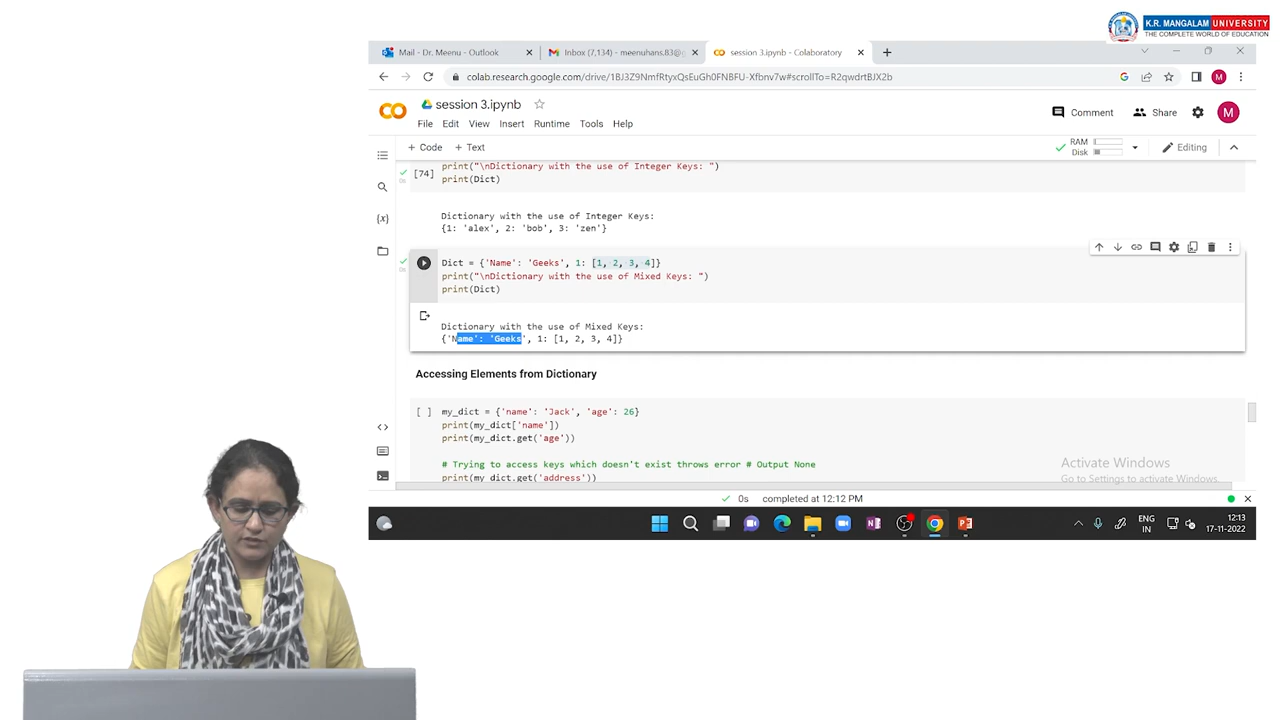 K.R. MANGALAM UNIVERSITY
THE COMPLETE WORLD OF EDUCATION
Mail - Dr. Meenu - Outlook
Inbox (7,134) - meenuhans.83@
session 3.ipynb - Colaboratory
colab.research.google.com/drive/1BJ3Z9NmfRtyxQsEuGh0FNBFU-Xfbnv7w#scrollTo=R2qwdrtBJX2b
M
session 3.ipynb
Comment
Share
M
File Edit View Insert Runtime Tools Help
+ Code + Text
RAM
Disk
Editing
print("\nDictionary with the use of Integer Keys: ")
[74]
print(Dict)
0s
Dictionary with the use of Integer Keys:
{1: 'alex', 2: 'bob', 3: 'zen'}
Dict = {'Name': 'Geeks', 1: [1, 2, 3, 4]}
0s
print("\nDictionary with the use of Mixed Keys: ")
print(Dict)
Dictionary with the use of Mixed Keys:
{'Name': 'Geeks', 1: [1, 2, 3, 4]}
Accessing Elements from Dictionary
[ ] my_dict = {'name': 'Jack', 'age': 26}
print(my_dict['name'])
print(my_dict.get('age'))
# Trying to access keys which doesn't exist throws error # Output None
print(my_dict.get('address'))
Activate Windows
Go to Settings to activate Windows.
0s completed at 12:12 PM
ENG
IN
12:13
17-11-2022